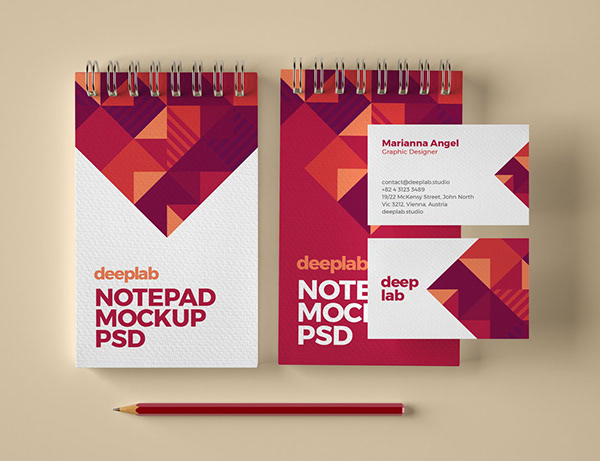 deeplab
NOTEPAD
MOCKUP
PSD
deeplab
NOTE
MOC
PSD
Marianna Angel
Graphic Designer
contact@deeplab.studio
+82 4 3123 3489
19/22 McKensy Street, John North
Vic 3212, Vienna, Austria
deeplab.studio
deep
lab